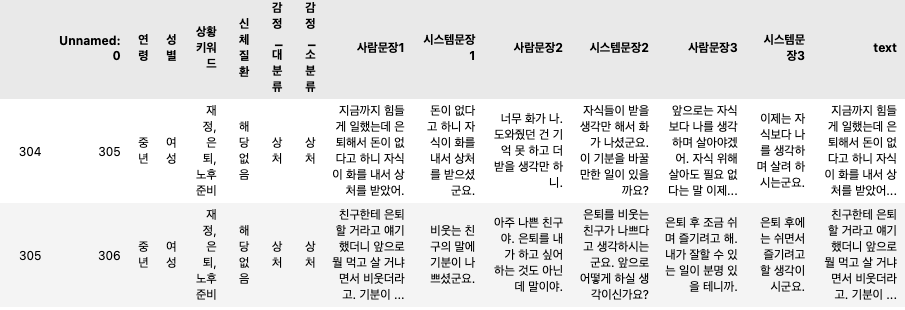 Unnamed: 0 연령 성별 상황키워드 신체질환 감정_대분류 감정_소분류 사람문장1 시스템문장1 사람문장2 시스템문장2 사람문장3 시스템문장3 text
304 305 중년 여성 재정, 은퇴, 노후준비 해당없음 상처 상처 지금까지 힘들게 일했는데 은퇴해서 돈이 없다고 하니 자식이 화를 내서 상처를 받았어. 돈이 없다고 하니 자식이 화를 내서 상처를 받으셨군요. 너무 화가 나. 도와줬던 건 기억 못 하고 더 받을 생각만 하니. 자식들이 받을 생각만 해서 화가 나셨군요. 이 기분을 바꿀만한 일이 있을까요? 앞으로는 자식보다 나를 생각하며 살아야겠어. 자식 위해 살아도 필요 없다는 말 이제... 이제는 자식보다 나를 생각하며 살려 하시는군요. 지금까지 힘들게 일했는데 은퇴해서 돈이 없다고 하니 자식이 화를 내서 상처를 받았어...
305 306 중년 여성 재정, 은퇴, 노후준비 해당없음 상처 상처 친구한테 은퇴할 거라고 얘기했더니 앞으로 뭘 먹고 살 거냐면서 비웃더라고. 기분이 ... 비웃는 친구의 말에 기분이 나쁘셨군요. 아주 나쁜 친구야. 은퇴를 내가 하고 싶어 하는 것도 아닌데 말이야. 은퇴를 비웃는 친구가 나쁘다고 생각하시는군요. 앞으로 어떻게 하실 생각이신가요? 은퇴 후 조금 쉬며 즐기려고 해. 내가 잘할 수 있는 일이 분명 있을 테니까. 은퇴 후에는 쉬면서 즐기려고 할 생각이시군요. 친구한테 은퇴할 거라고 얘기했더니 앞으로 뭘 먹고 살 거냐면서 비웃더라고. 기분이 ...